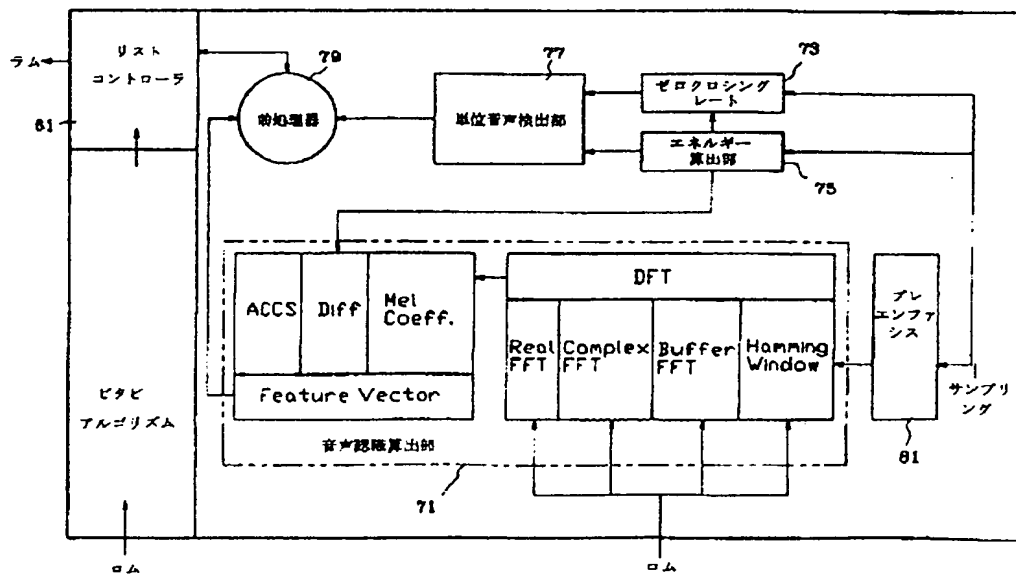 リスト
コントローラ
ラム
61
79
前処理器
77
単位音声検出部
73
ゼロクロシング
レート
エネルギー
算出部
75
ACCS
Diff
Mel
Coeff.
Feature Vector
DFT
Real
FFT
Complex
FFT
Buffer
FFT
Hamming
Window
プレ
エンファ
シス
サンプリ
ング
81
ビタビ
アルゴリズム
音声認識算出部
71
ロム
ロム